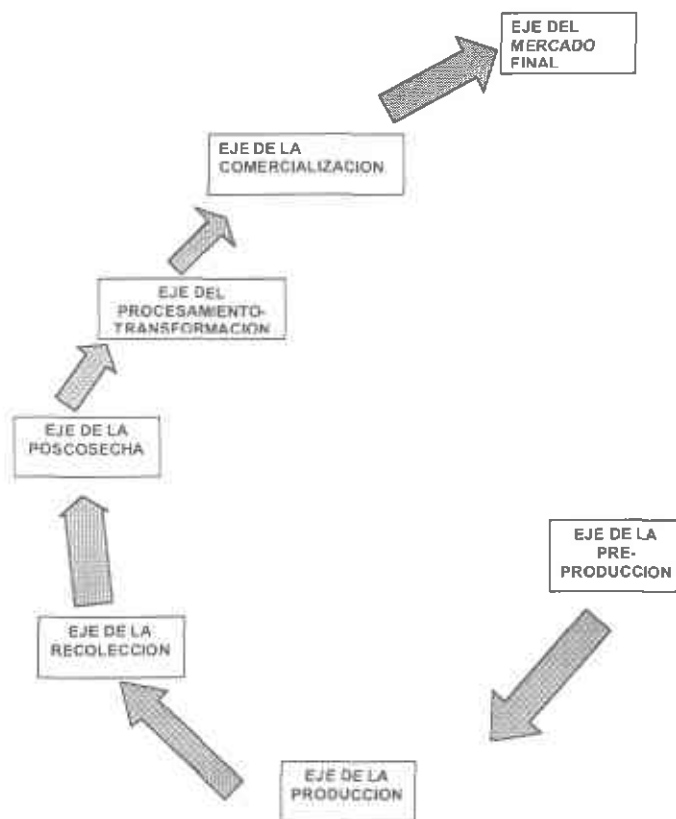 EJE DEL
MERCADO
FINAL
EJE DE LA
COMERCIALIZACION
EJE DEL
PROCESAMIENTO-
TRANSFORMACION
EJE DE LA
POSCOSECHA
EJE DE LA
PRE-
PRODUCCION
EJE DE LA
RECOLECCION
EJE DE LA
PRODUCCION